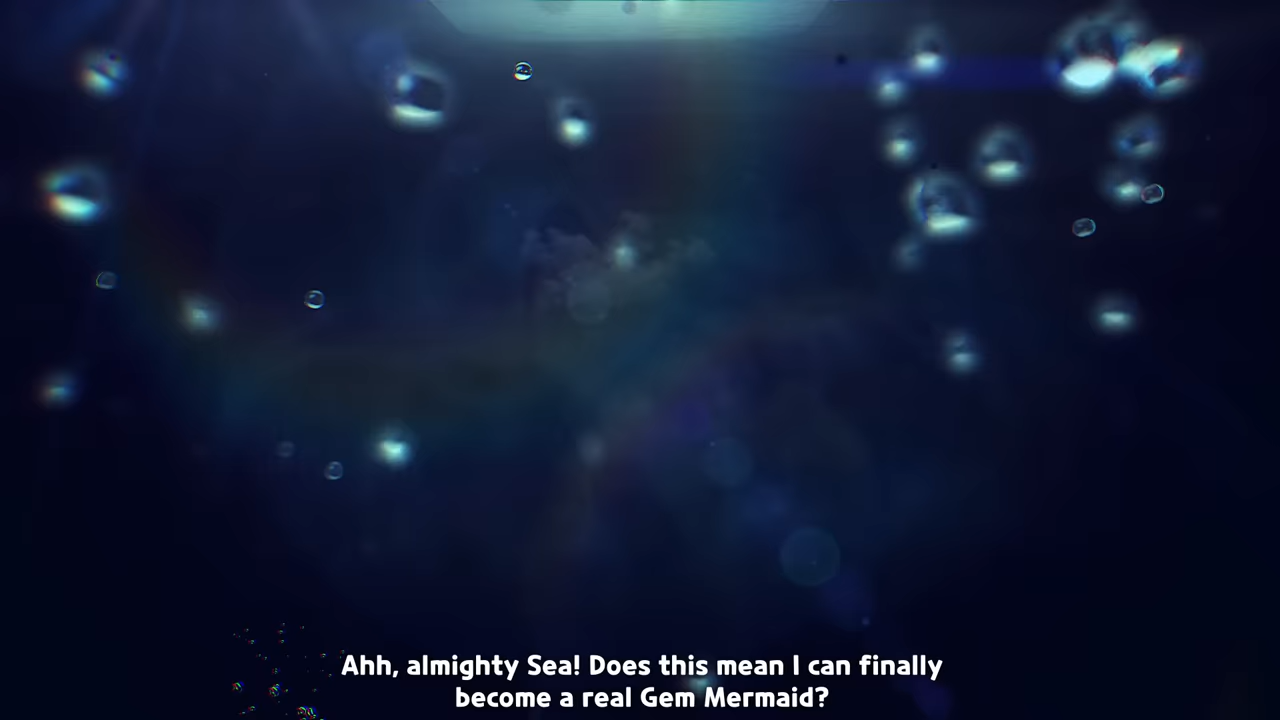 Ahh, almighty Sea! Does this mean I can finally
become a real Gem Mermaid?